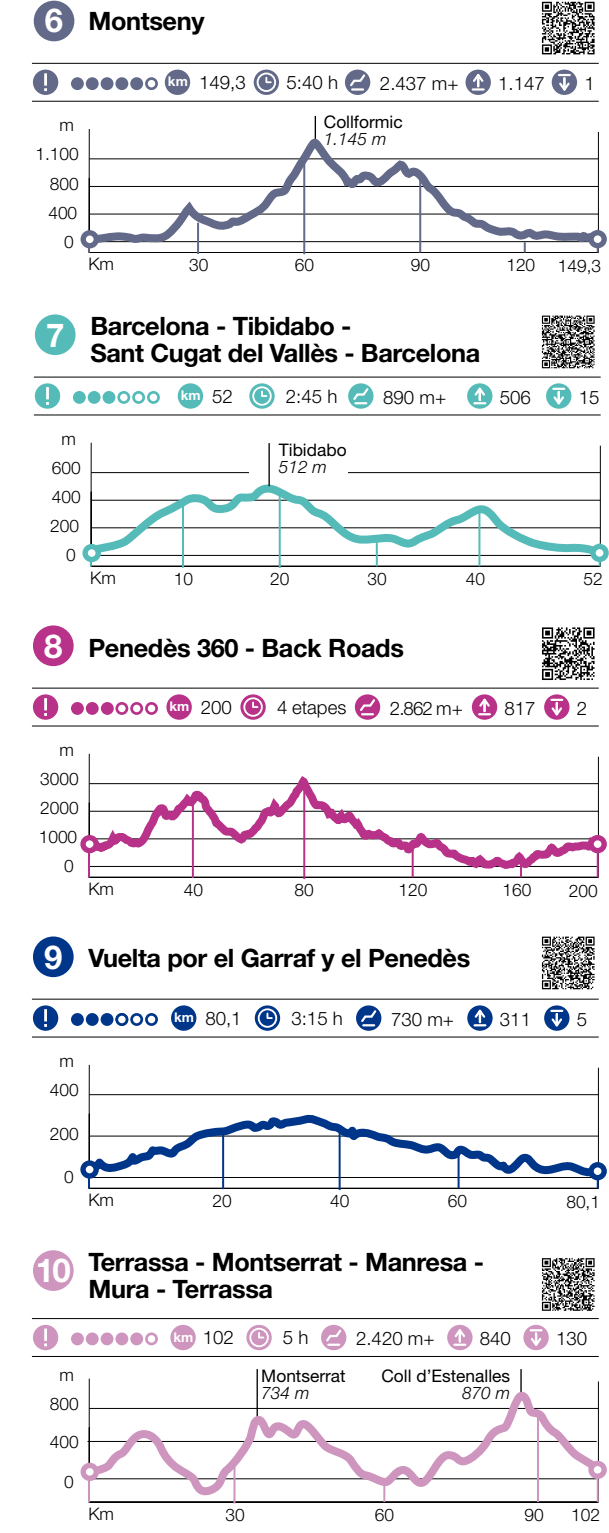 6 Montseny
! km 149,3 5:40 h 2.437 m+ 1.147 1
m
Collformic
1.145 m
1.100
800
400
0
Km 30 60 90 120 149,3
7 Barcelona - Tibidabo -
Sant Cugat del Vallès - Barcelona
! km 52 2:45 h 890 m+ 506 15
m
Tibidabo
512 m
600
400
200
0
Km 10 20 30 40 52
8 Penedès 360 - Back Roads
! km 200 4 etapes 2.862 m+ 817 2
m
3000
2000
1000
0
Km 40 80 120 160 200
9 Vuelta por el Garraf y el Penedès
! km 80,1 3:15 h 730 m+ 311 5
m
400
200
0
Km 20 40 60 80,1
10 Terrassa - Montserrat - Manresa -
Mura - Terrassa
! km 102 5 h 2.420 m+ 840 130
m
Montserrat Coll d'Estenalles
734 m 870 m
800
400
0
Km 30 60 90 102